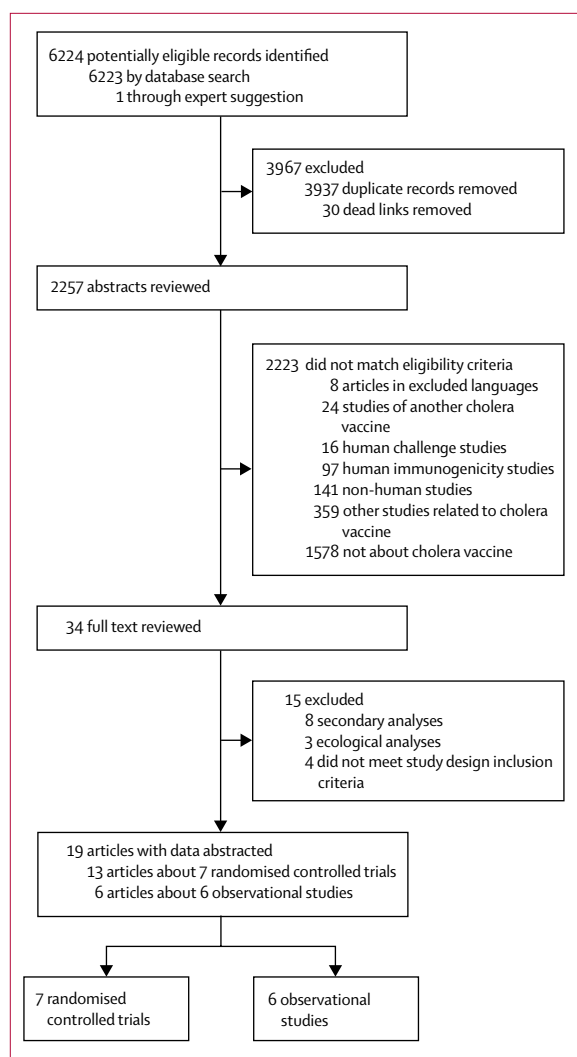 6224 potentially eligible records identified
6223 by database search
1 through expert suggestion
3967 excluded
3937 duplicate records removed
30 dead links removed
2257 abstracts reviewed
2223 did not match eligibility criteria
8 articles in excluded languages
24 studies of another cholera
vaccine
16 human challenge studies
97 human immunogenicity studies
141 non-human studies
359 other studies related to cholera
vaccine
1578 not about cholera vaccine
34 full text reviewed
15 excluded
8 secondary analyses
3 ecological analyses
4 did not meet study design inclusion
criteria
19 articles with data abstracted
13 articles about 7 randomised controlled trials
6 articles about 6 observational studies
7 randomised
controlled trials
6 observational
studies